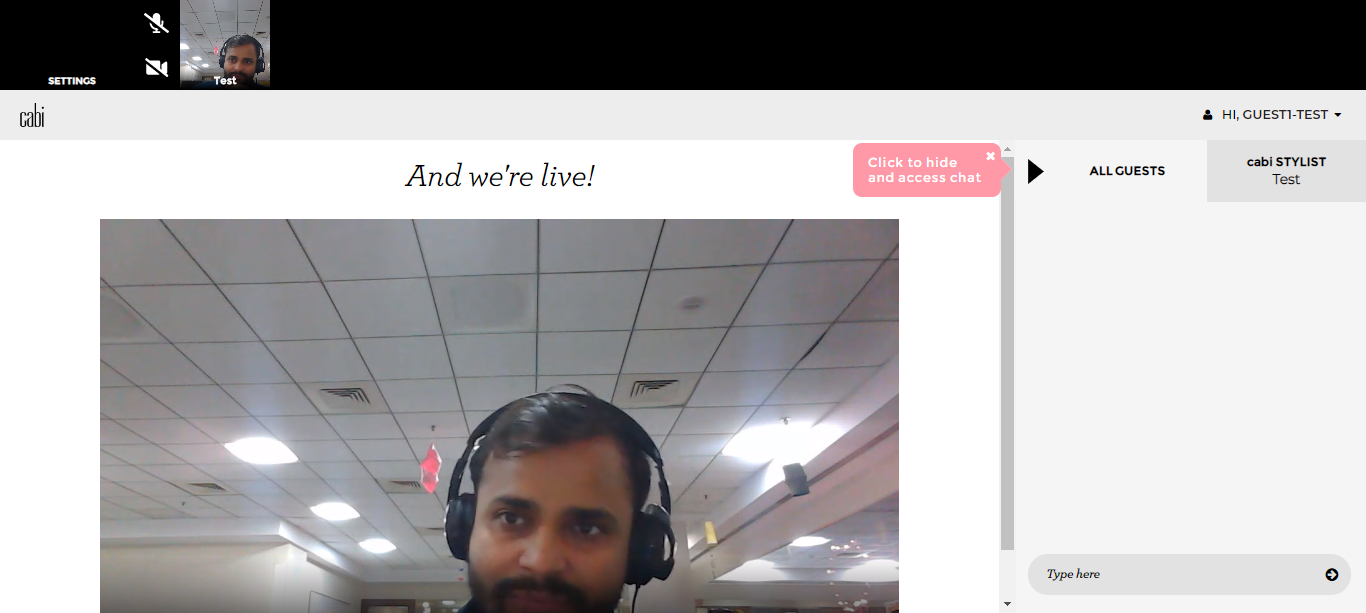 SETTINGS
Test
cabi
HI, GUEST1-TEST
And we're live!
Click to hide
and access chat
ALL GUESTS
cabi STYLIST
Test
Type here